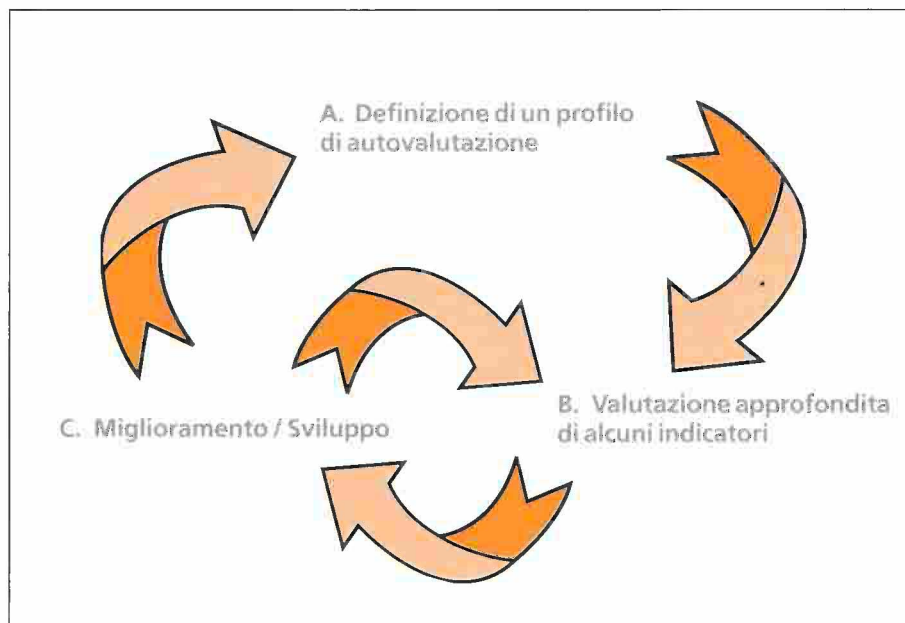 A. Definizione di un profilo
di autovalutazione
C. Miglioramento / Sviluppo
B. Valutazione approfondita
di alcuni indicatori